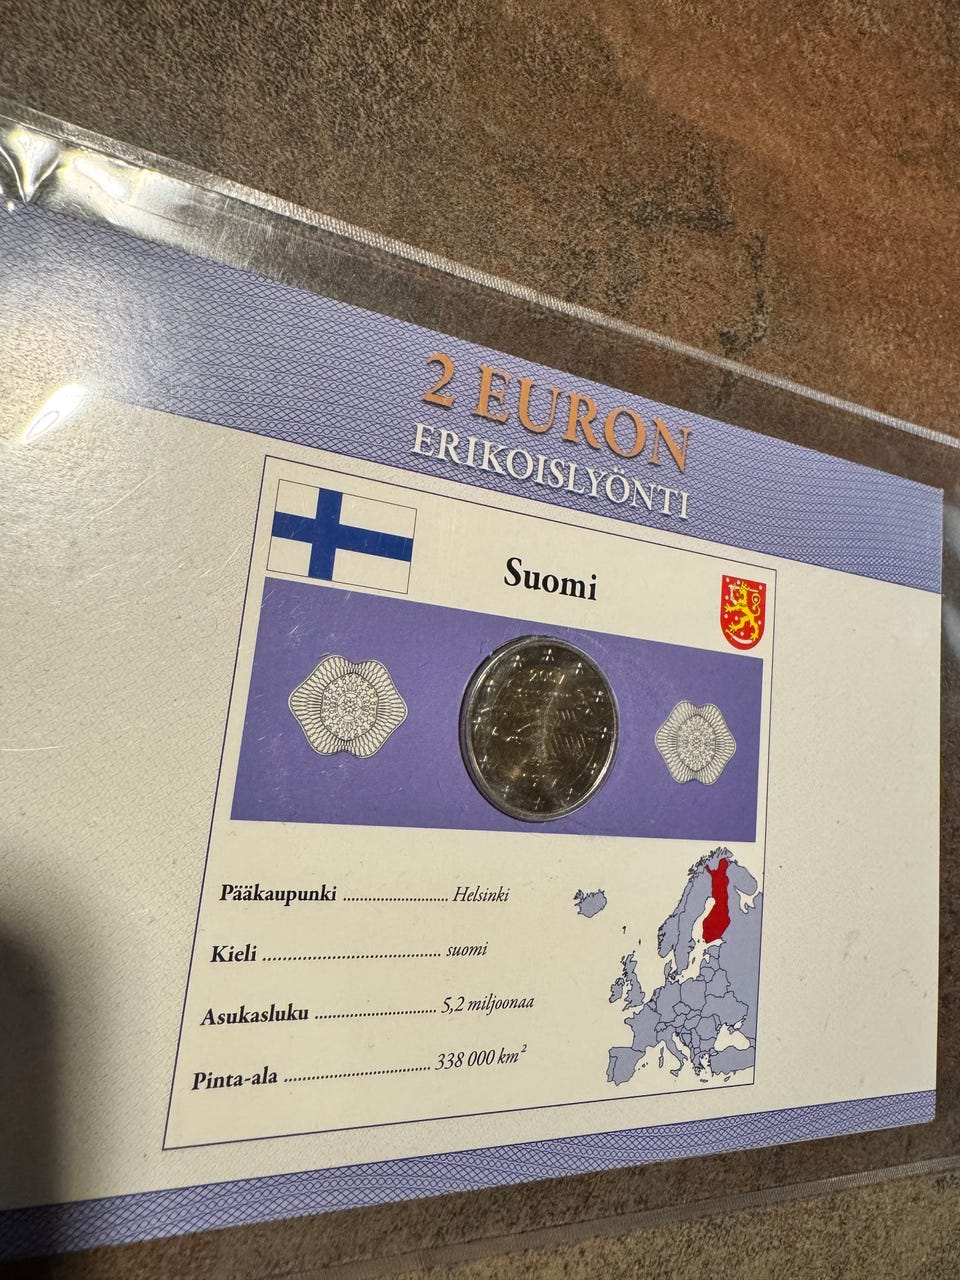 2 EURON
ERIKOISLYÖNTI
Suomi
Pääkaupunki .......................... Helsinki
Kieli ............................................ suomi
Asukasluku .............................. 5,2 miljoonaa
Pinta-ala .................................... 338 000 km²